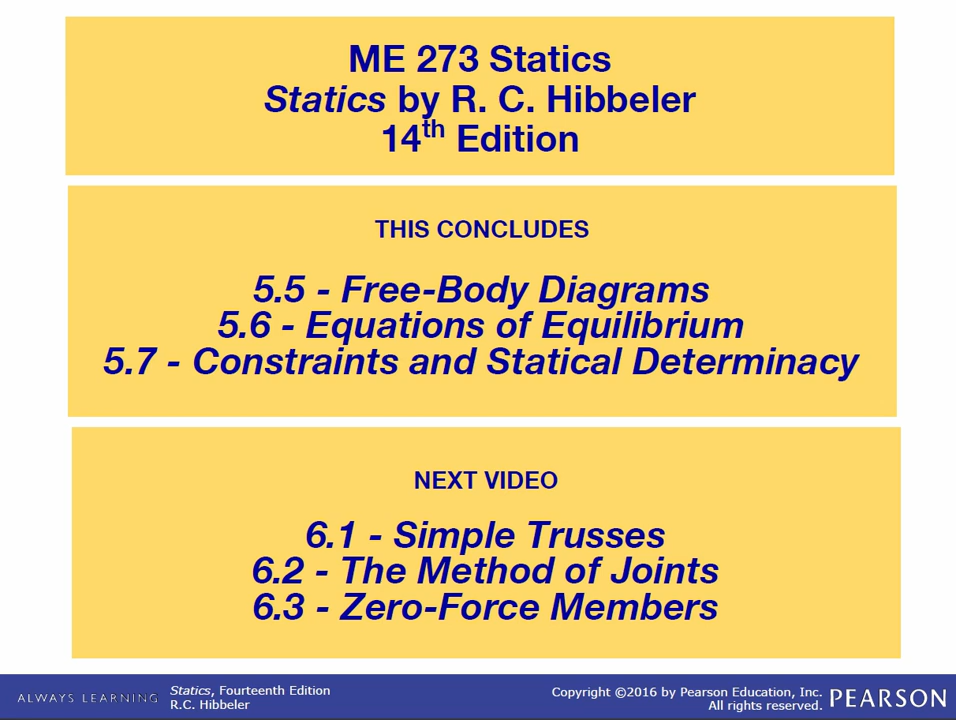 ME 273 Statics
Statics by R. C. Hibbeler
14th Edition
THIS CONCLUDES
5.5 - Free-Body Diagrams
5.6 - Equations of Equilibrium
5.7 - Constraints and Statical Determinacy
NEXT VIDEO
6.1 - Simple Trusses
6.2 - The Method of Joints
6.3 - Zero-Force Members
ALWAYS LEARNING
Statics, Fourteenth Edition
R.C. Hibbeler
Copyright ©2016 by Pearson Education, Inc.
All rights reserved.
PEARSON